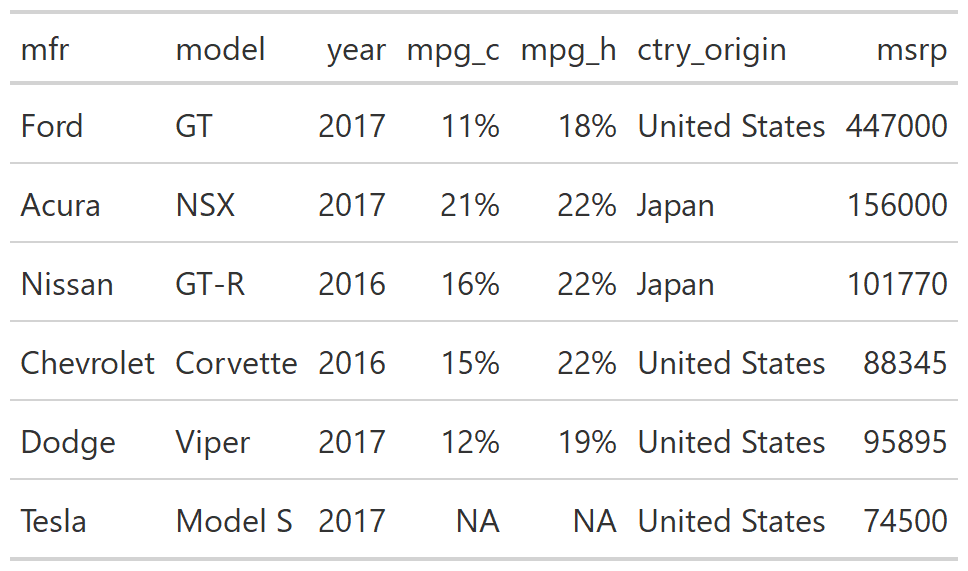 mfr model year mpg_c mpg_h ctry_origin msrp
Ford GT 2017 11% 18% United States 447000
Acura NSX 2017 21% 22% Japan 156000
Nissan GT-R 2016 16% 22% Japan 101770
Chevrolet Corvette 2016 15% 22% United States 88345
Dodge Viper 2017 12% 19% United States 95895
Tesla Model S 2017 NA NA United States 74500